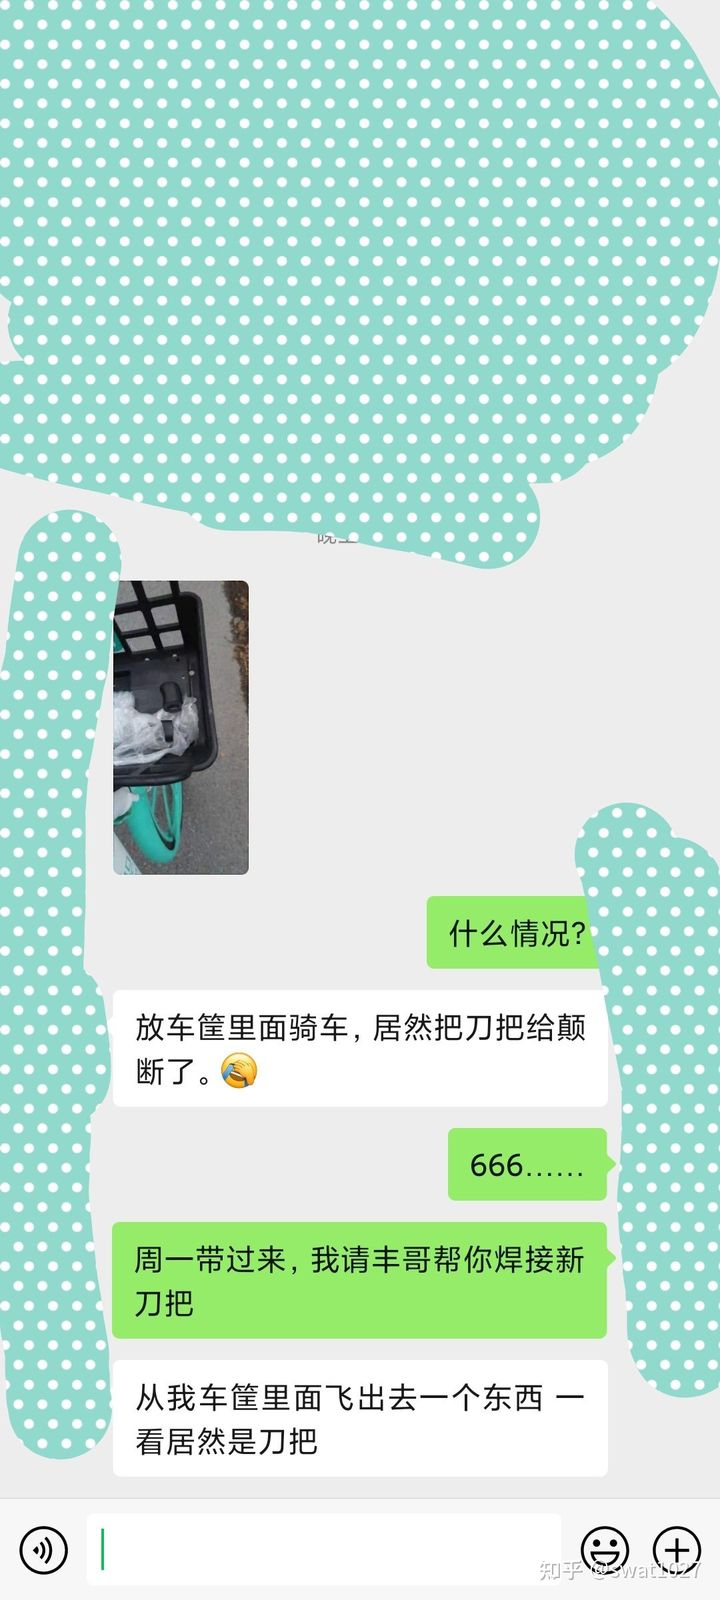 什么情况?
放车筐里面骑车，居然把刀把给颠
断了。🤦
666……
周一带过来，我请丰哥帮你焊接新
刀把
从我车筐里面飞出去一个东西 一
看居然是刀把
知乎 @swat1027